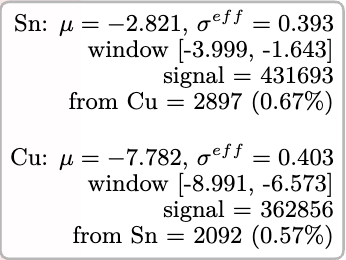 Sn: μ = −2.821, σ^eff = 0.393
window [-3.999, -1.643]
signal = 431693
from Cu = 2897 (0.67%)
Cu: μ = −7.782, σ^eff = 0.403
window [-8.991, -6.573]
signal = 362856
from Sn = 2092 (0.57%)